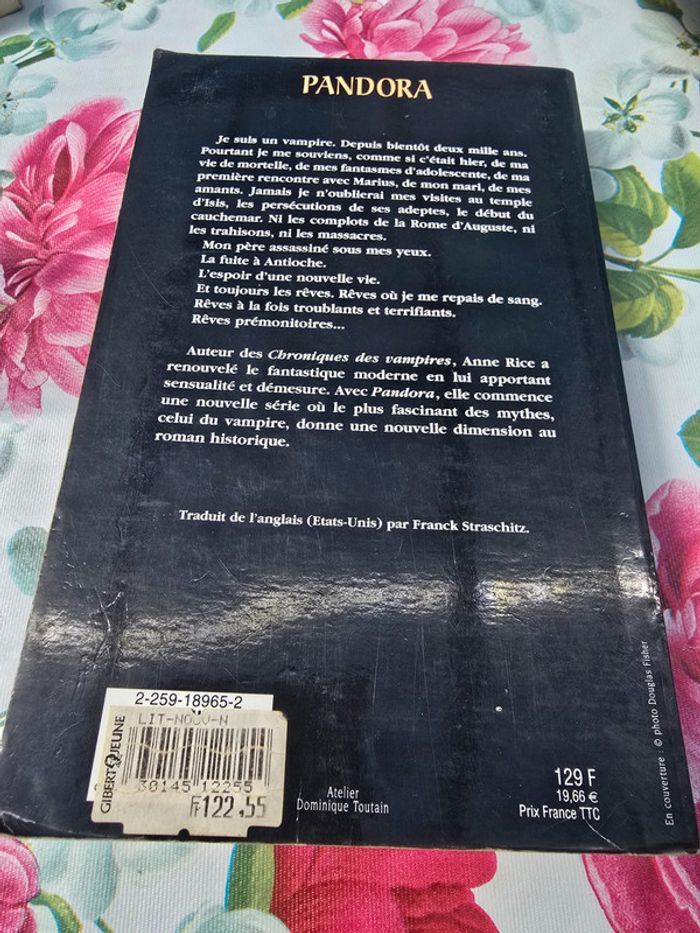 PANDORA
Je suis un vampire. Depuis bientôt deux mille ans.
Pourtant je me souviens, comme si c'était hier, de ma
vie de mortelle, de mes fantasmes d'adolescente, de ma
première rencontre avec Marius, de mon mari, de mes
amants. Jamais je n'oublierai mes visites au temple
d'Isis, les persécutions de ses adeptes, le début du
cauchemar. Ni les complots de la Rome d'Auguste, ni
les trahisons, ni les massacres.
Mon père assassiné sous mes yeux.
La fuite à Antioche.
L'espoir d'une nouvelle vie.
Et toujours les rêves. Rêves où je me repais de sang.
Rêves à la fois troublants et terrifiants.
Rêves prémonitoires...
Auteur des Chroniques des vampires, Anne Rice a
renouvelé le fantastique moderne en lui apportant
sensualité et démesure. Avec Pandora, elle commence
une nouvelle série où le plus fascinant des mythes,
celui du vampire, donne une nouvelle dimension au
roman historique.
Traduit de l'anglais (Etats-Unis) par Franck Straschitz.
2-259-18965-2
LIT-NOUV-N
GIBERT JEUNE
30145 12255
F122,55
Atelier
Dominique Toutain
129 F
19,66 €
Prix France TTC
En couverture : © photo Douglas Fisher